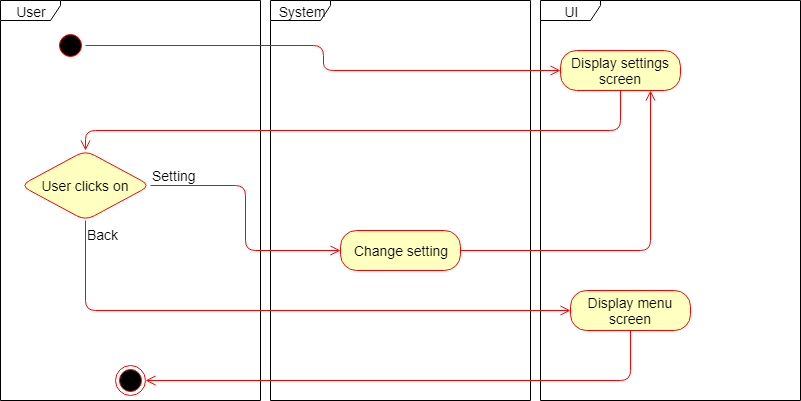 User
System
UI
Display settings
screen
User clicks on
Setting
Back
Change setting
Display menu
screen